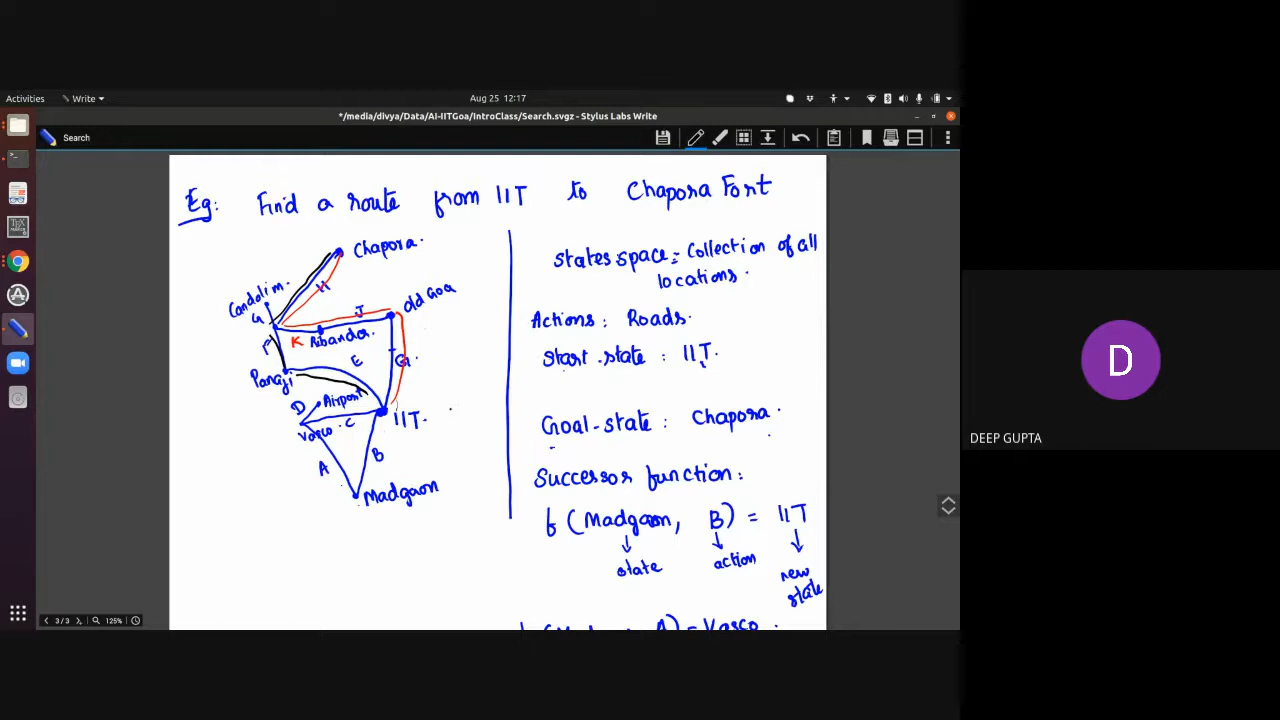 Activities
Write
Aug 25 12:17
*/media/divya/Data/AI-IITGoa/IntroClass/Search.svgz - Stylus Labs Write
Search
Eg: Find a route from IIT to Chapora Fort
Chapora.
Candolim.
H
Old Goa
G
J
K
Ribandar.
F
E
G
Panaji
Airport
D
IIT.
Vasco.
C
A
B
Madgaon
States space = Collection of all
locations.
Actions: Roads.
Start-state : IIT.
Goal-state : Chapora.
Successor function:
f (Madgaon, B) = IIT
state
action
new
state
A) = Vasco.
3/3
125%
D
DEEP GUPTA